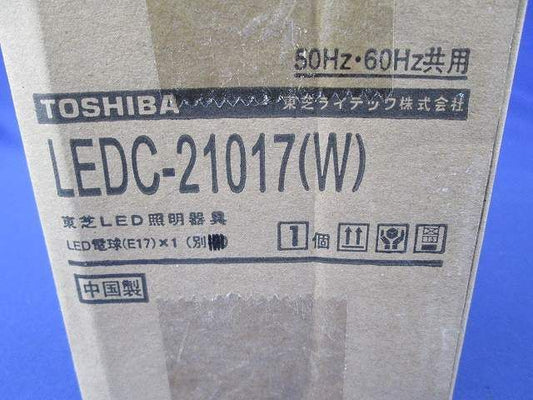 50Hz・60Hz共用
TOSHIBA 東芝ライテック株式会社
LEDC-21017(W)
東芝LED照明器具
LED電球(E17)×1 (別
1個
中国製